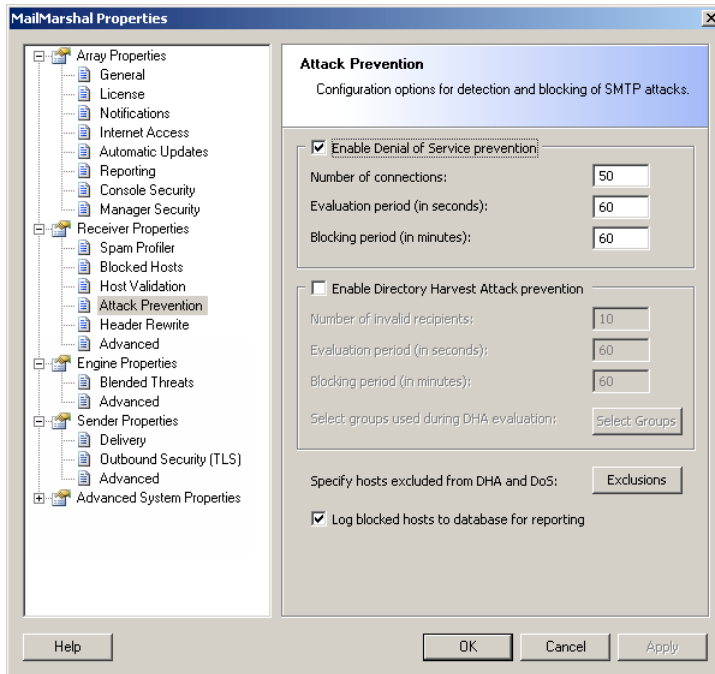 MailMarshal Properties
Array Properties
General
License
Notifications
Internet Access
Automatic Updates
Reporting
Console Security
Manager Security
Receiver Properties
Spam Profiler
Blocked Hosts
Host Validation
Attack Prevention
Header Rewrite
Advanced
Engine Properties
Blended Threats
Advanced
Sender Properties
Delivery
Outbound Security (TLS)
Advanced
Advanced System Properties
Attack Prevention
Configuration options for detection and blocking of SMTP attacks.
Enable Denial of Service prevention
Number of connections: 50
Evaluation period (in seconds): 60
Blocking period (in minutes): 60
Enable Directory Harvest Attack prevention
Number of invalid recipients: 10
Evaluation period (in seconds): 60
Blocking period (in minutes): 60
Select groups used during DHA evaluation: Select Groups
Specify hosts excluded from DHA and DoS: Exclusions
Log blocked hosts to database for reporting
Help OK Cancel Apply